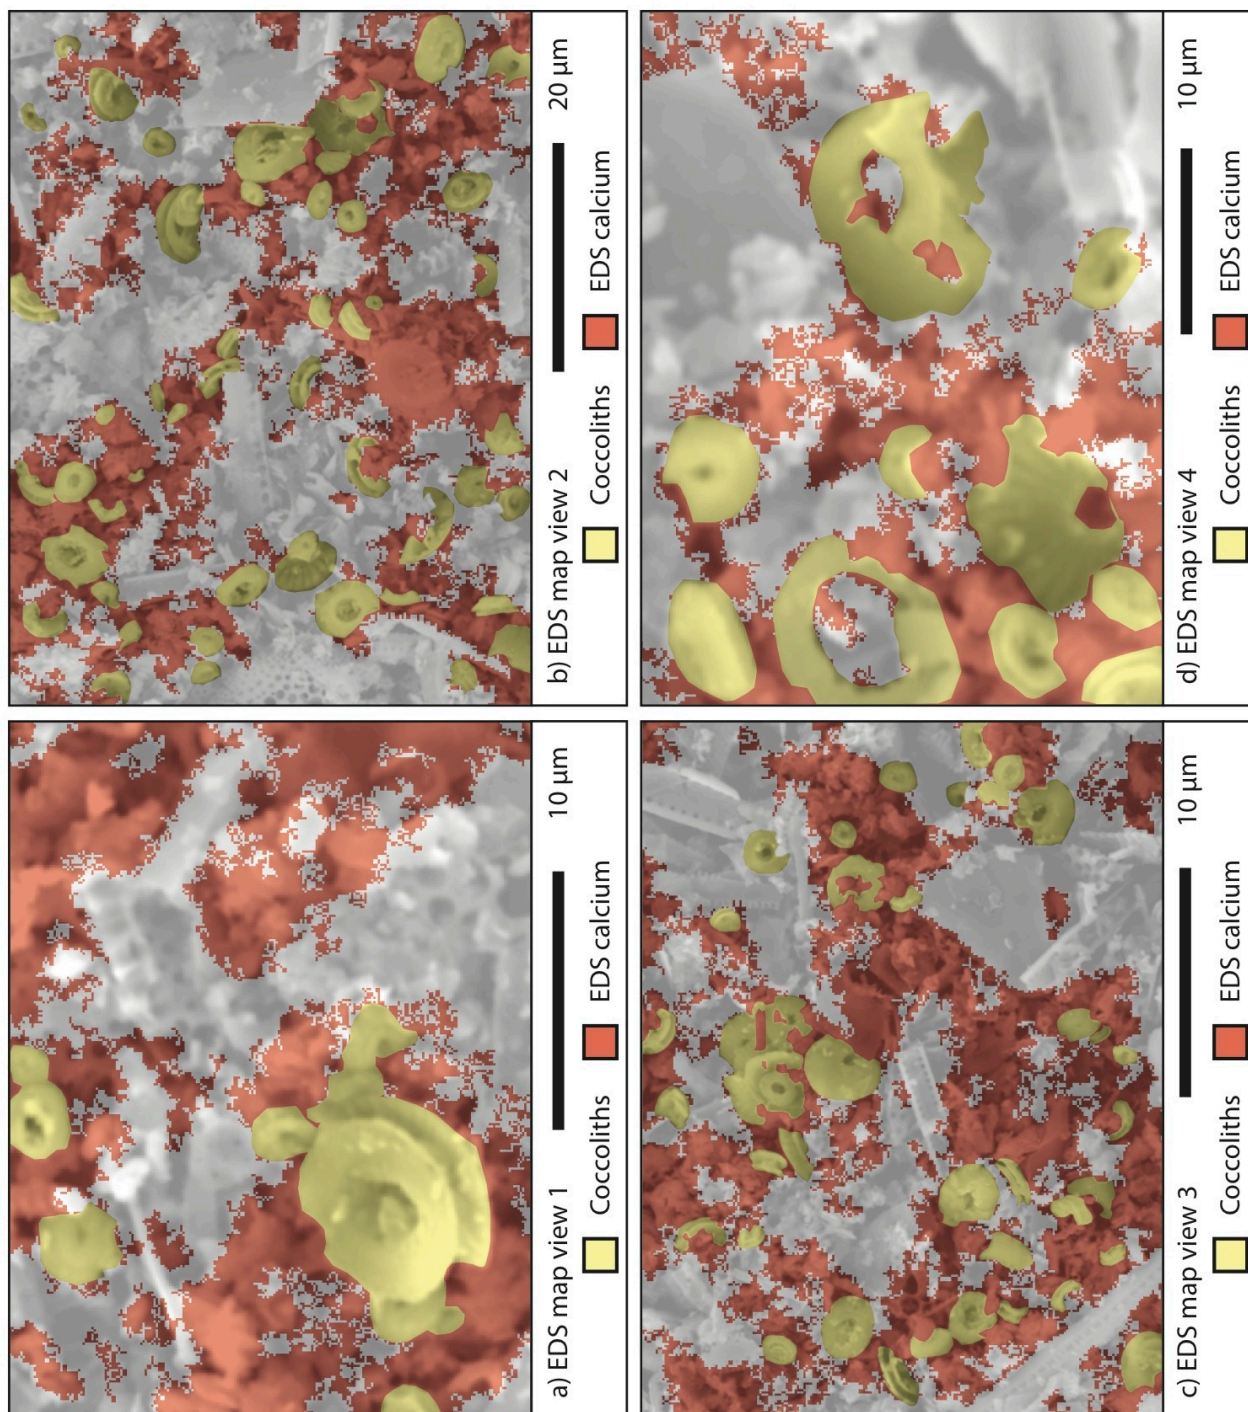 a) EDS map view 1 10 µm
Coccoliths EDS calcium
b) EDS map view 2 20 µm
Coccoliths EDS calcium
c) EDS map view 3 10 µm
Coccoliths EDS calcium
d) EDS map view 4 10 µm
Coccoliths EDS calcium